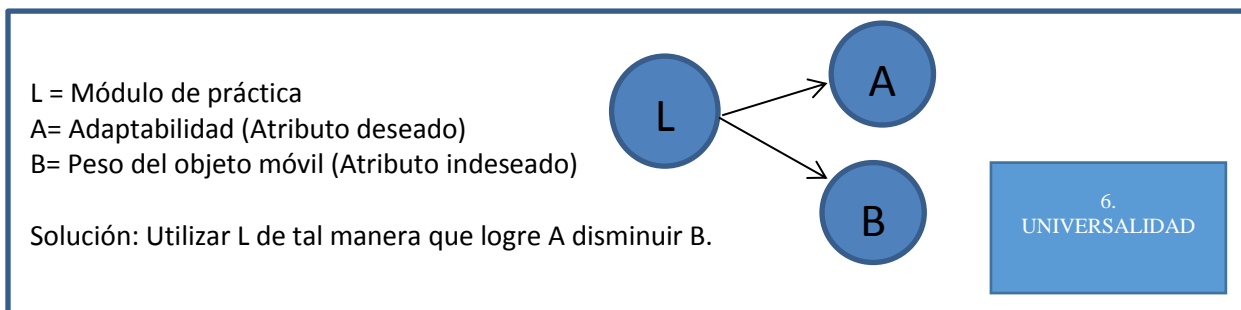 L = Módulo de práctica
A= Adaptabilidad (Atributo deseado)
B= Peso del objeto móvil (Atributo indeseado)
Solución: Utilizar L de tal manera que logre A disminuir B.
L
A
B
6.
UNIVERSALIDAD